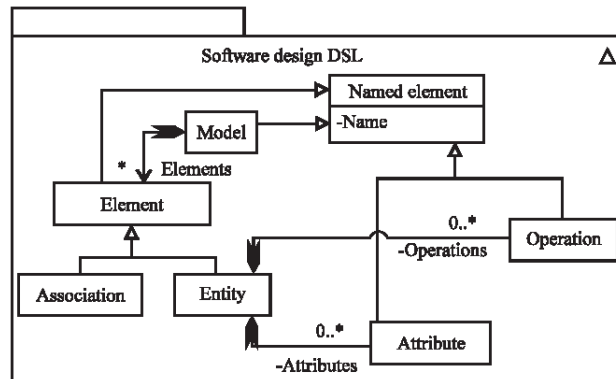 Software design DSL
Named element
-Name
Model
*
Elements
Element
0..*
-Operations
Operation
Association
Entity
0..*
-Attributes
Attribute